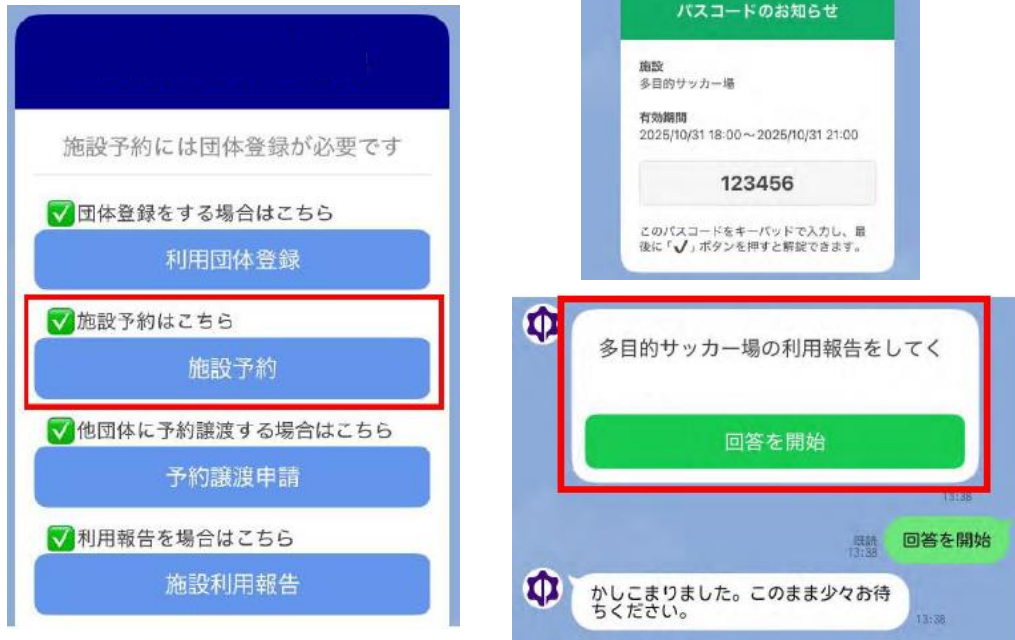 施設予約には団体登録が必要です
✅団体登録をする場合はこちら
利用団体登録
✅施設予約はこちら
施設予約
✅他団体に予約譲渡する場合はこちら
予約譲渡申請
✅利用報告を場合はこちら
施設利用報告
パスコードのお知らせ
施設
多目的サッカー場
有効期間
2025/10/31 18:00～2025/10/31 21:00
123456
このパスコードをキーパッドで入力し、最
後に「✓」ボタンを押すと解錠できます。
多目的サッカー場の利用報告をしてく
回答を開始
13:38
既読
13:38
回答を開始
かしこまりました。このまま少々お待
ちください。
13:38